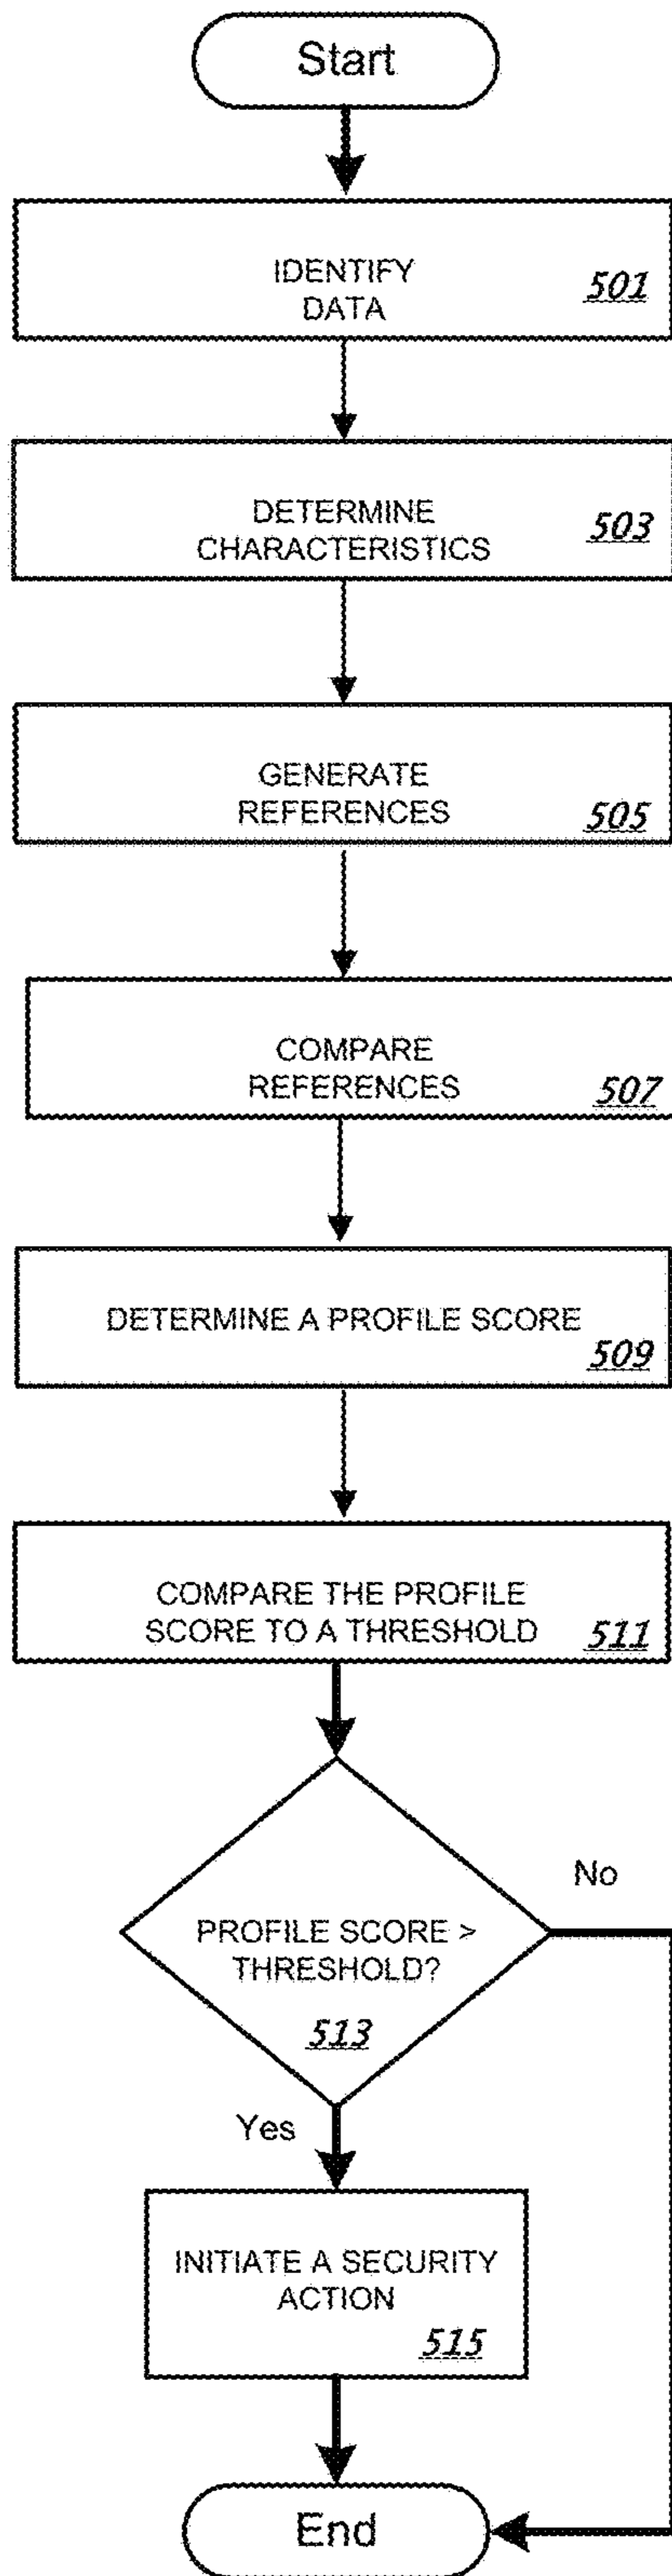 Start
IDENTIFY
DATA
501
DETERMINE
CHARACTERISTICS
503
GENERATE
REFERENCES
505
COMPARE
REFERENCES
507
DETERMINE A PROFILE SCORE
509
COMPARE THE PROFILE
SCORE TO A THRESHOLD
511
No
PROFILE SCORE >
THRESHOLD?
513
Yes
INITIATE A SECURITY
ACTION
515
End